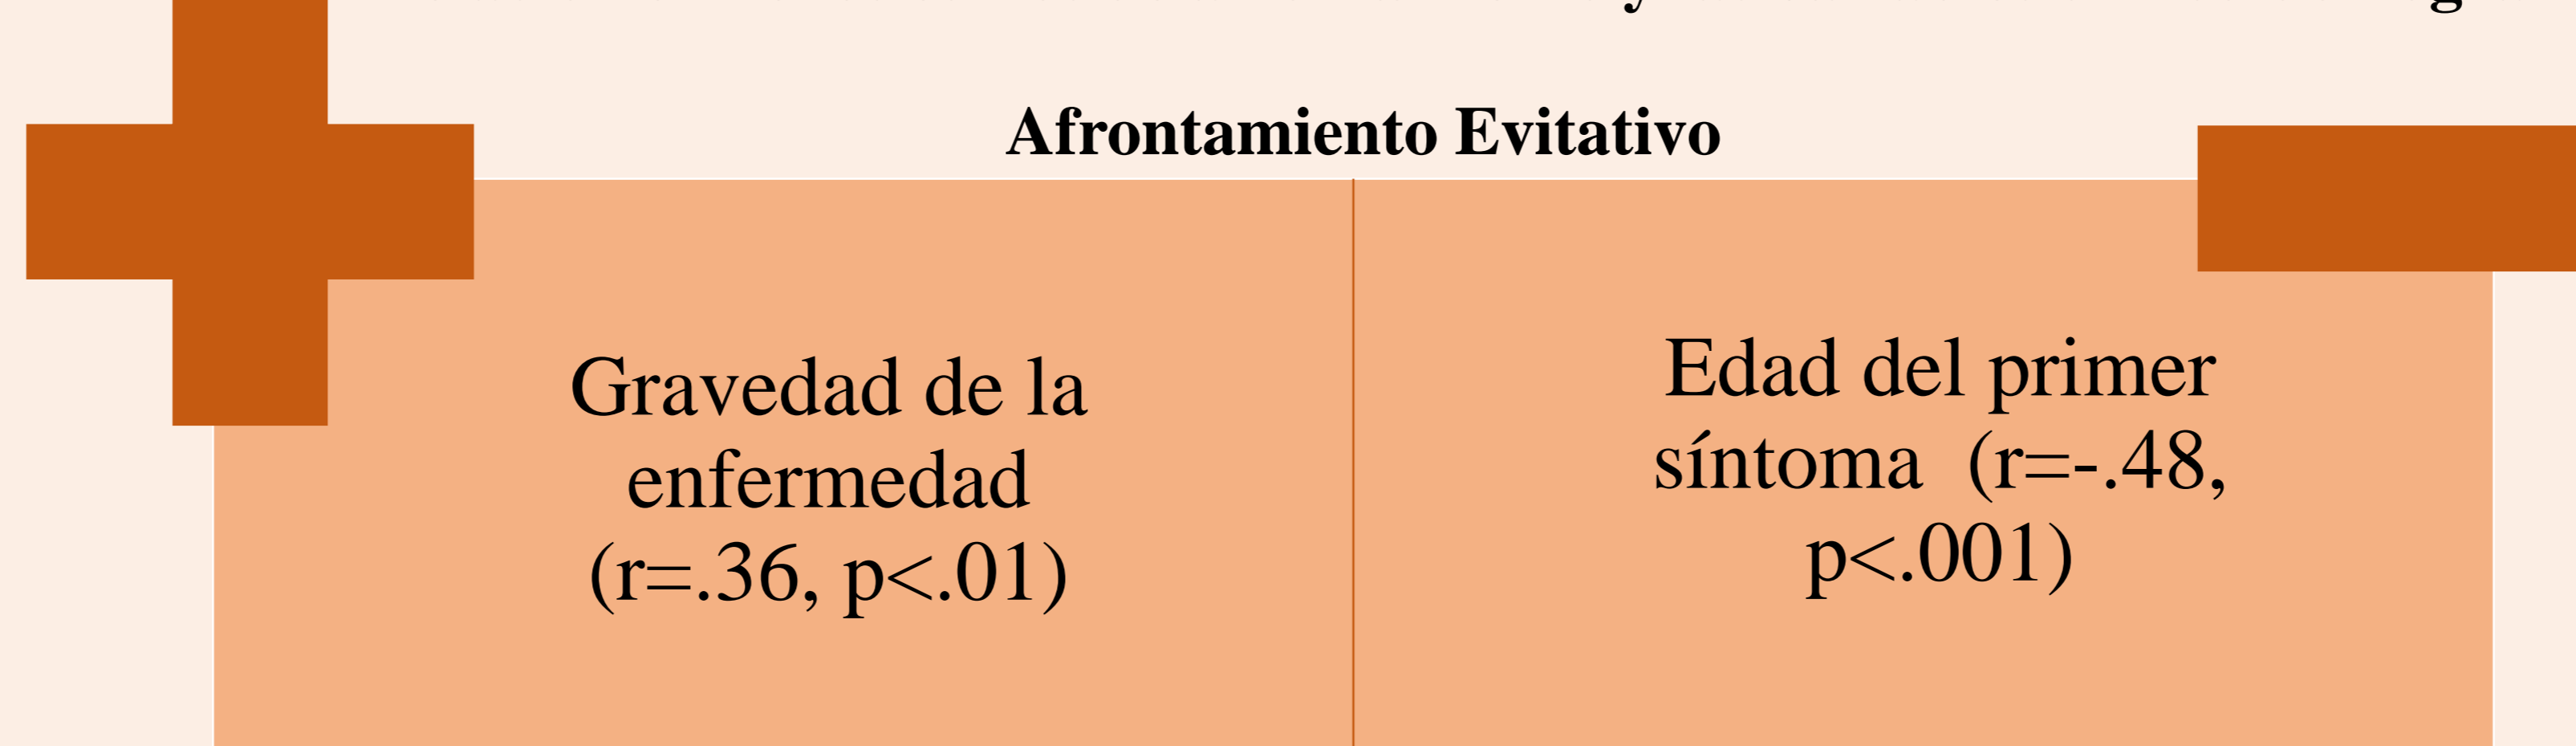 Afrontamiento Evitativo
Gravedad de la
enfermedad
(r=.36, p<.01)
Edad del primer
síntoma (r=-.48,
p<.001)